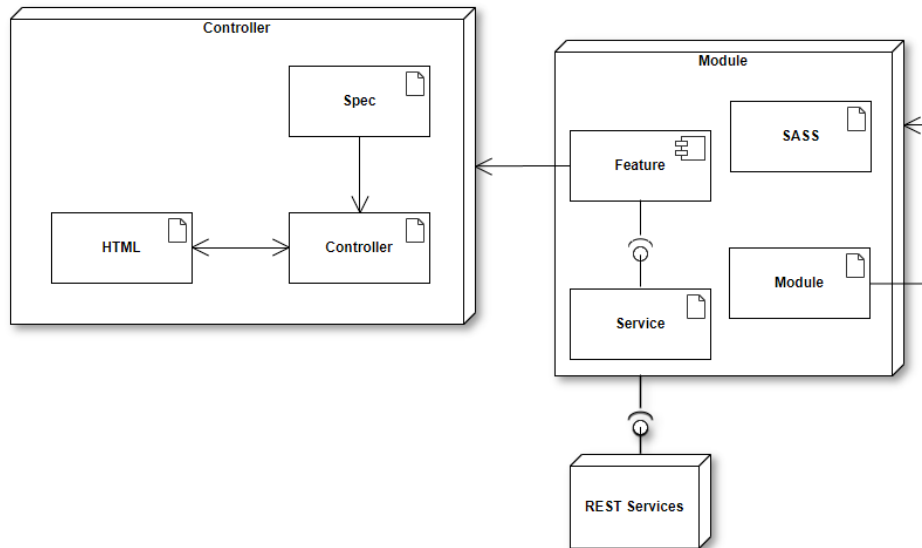 Controller
Spec
HTML
Controller
Module
SASS
Feature
Module
Service
REST Services